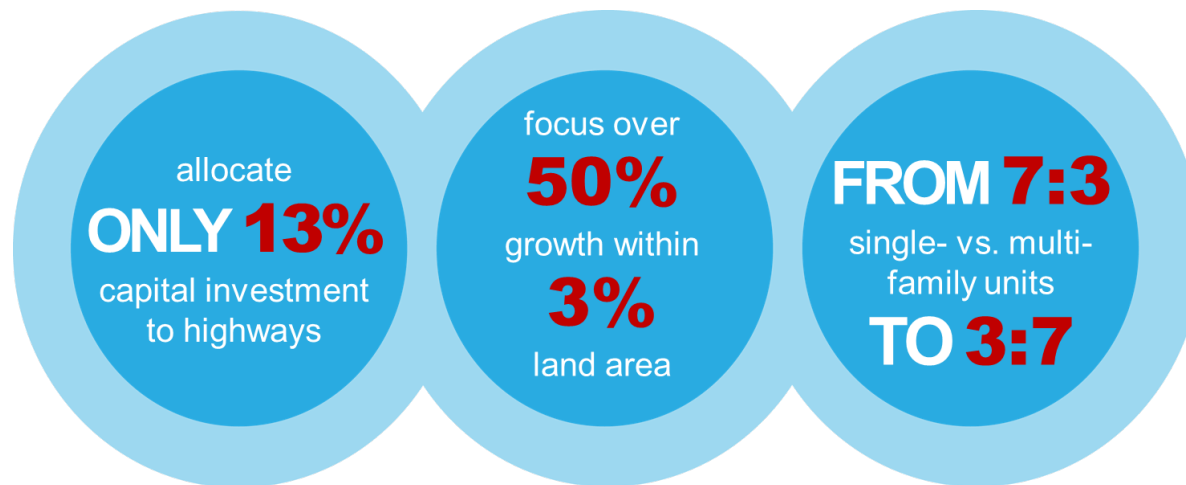 allocate
ONLY 13%
capital investment
to highways
focus over
50%
growth within
3%
land area
FROM 7:3
single- vs. multi-
family units
TO 3:7